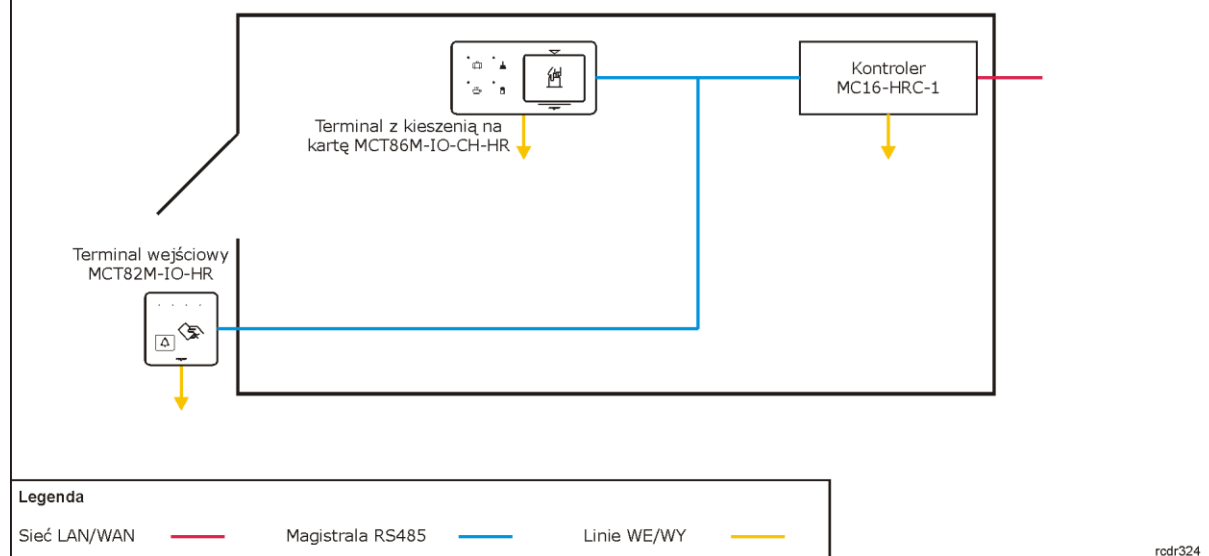 Kontroler
MC16-HRC-1
Terminal z kieszenią na
kartę MCT86M-IO-CH-HR
Terminal wejściowy
MCT82M-IO-HR
Legenda
Sieć LAN/WAN
Magistrala RS485
Linie WE/WY
rcdr324